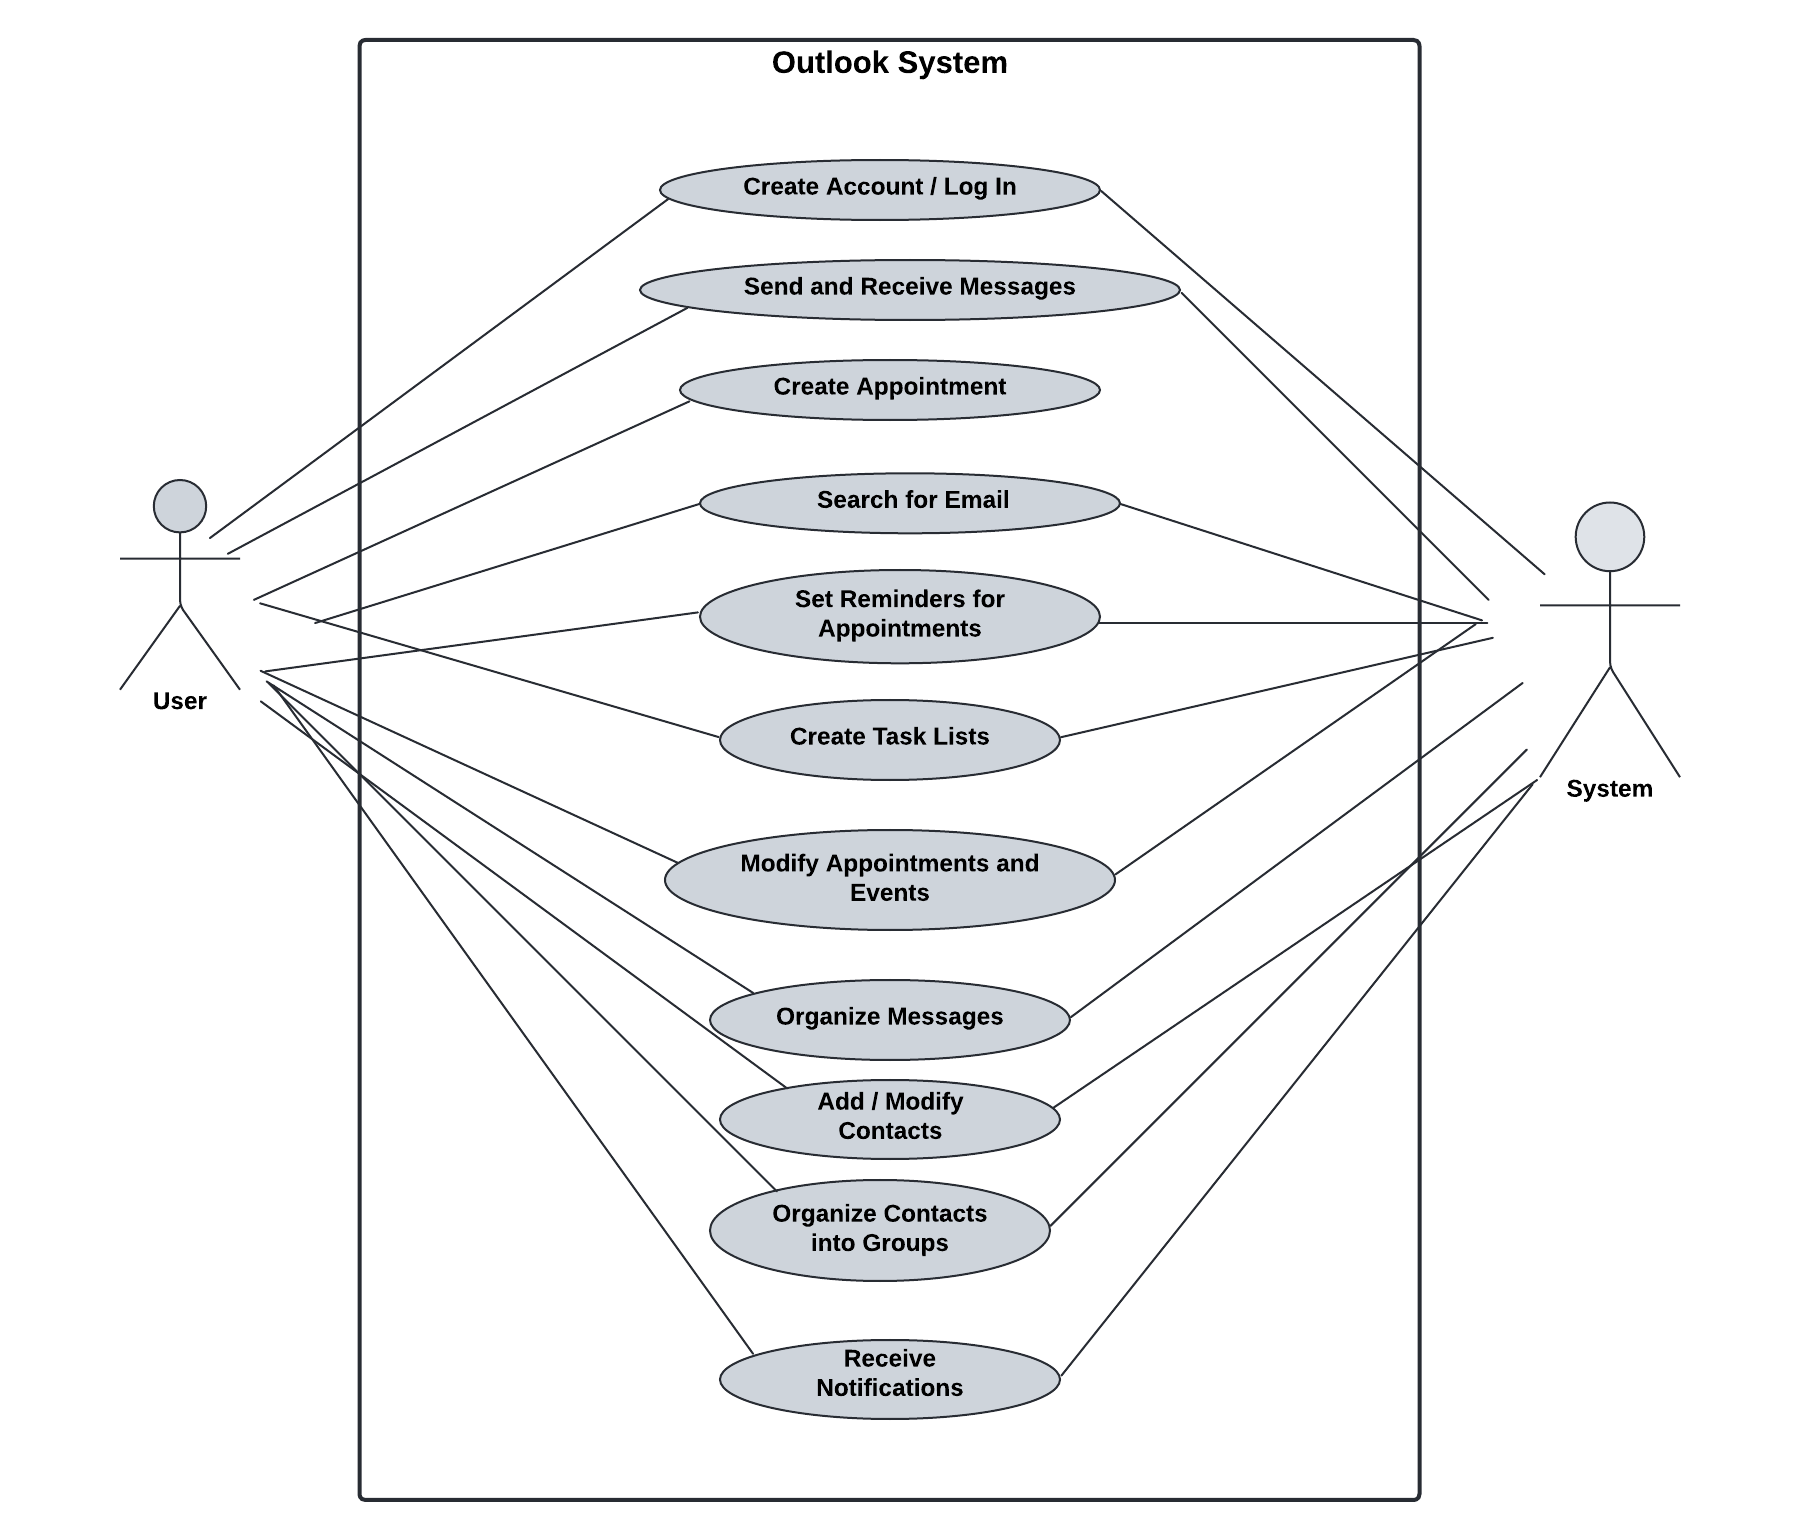 Outlook System
Create Account / Log In
Send and Receive Messages
Create Appointment
Search for Email
Set Reminders for
Appointments
User
Create Task Lists
System
Modify Appointments and
Events
Organize Messages
Add / Modify
Contacts
Organize Contacts
into Groups
Receive
Notifications